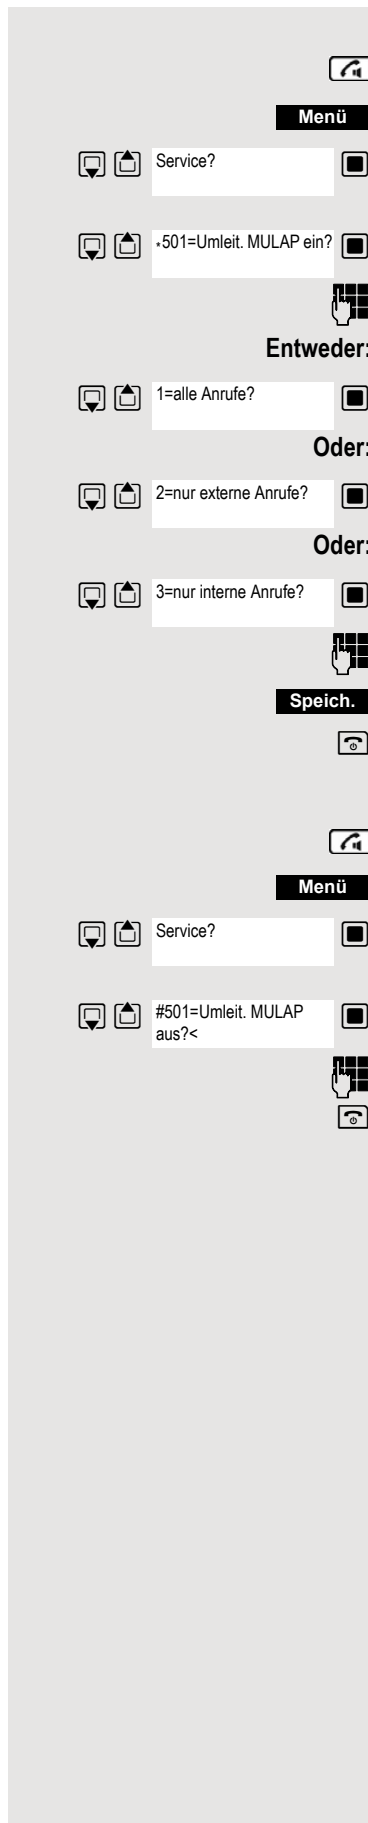 Menü
Service?
*501=Umleit. MULAP ein?
Entweder:
1=alle Anrufe?
Oder:
2=nur externe Anrufe?
Oder:
3=nur interne Anrufe?
Speich.
Menü
Service?
#501=Umleit. MULAP
aus?<